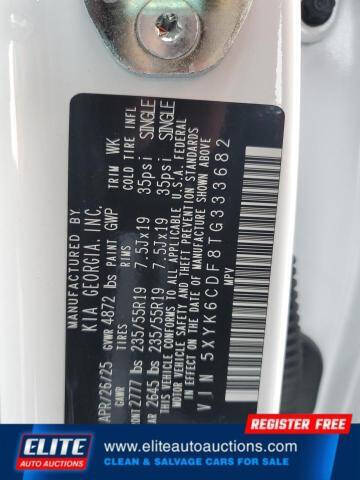 MANUFACTURED BY
KIA GEORGIA, INC.
APR/26/25 GVWR 4872 lbs PAINT GWP TRIM WK
GAWR TIRES RIMS COLD TIRE INFL
2777 lbs 235/55R19 7.5Jx19 35psi SINGLE
2645 lbs 235/55R19 7.5Jx19 35psi SINGLE
THIS VEHICLE CONFORMS TO ALL APPLICABLE U.S.A. FEDERAL
MOTOR VEHICLE SAFETY AND THEFT PREVENTION STANDARDS
IN EFFECT ON THE DATE OF MANUFACTURE SHOWN ABOVE.
VIN 5XYK6CDF8TG333682
MPV
ELITE
AUTO AUCTIONS
REGISTER FREE
www.eliteautoauctions.com
CLEAN & SALVAGE CARS FOR SALE